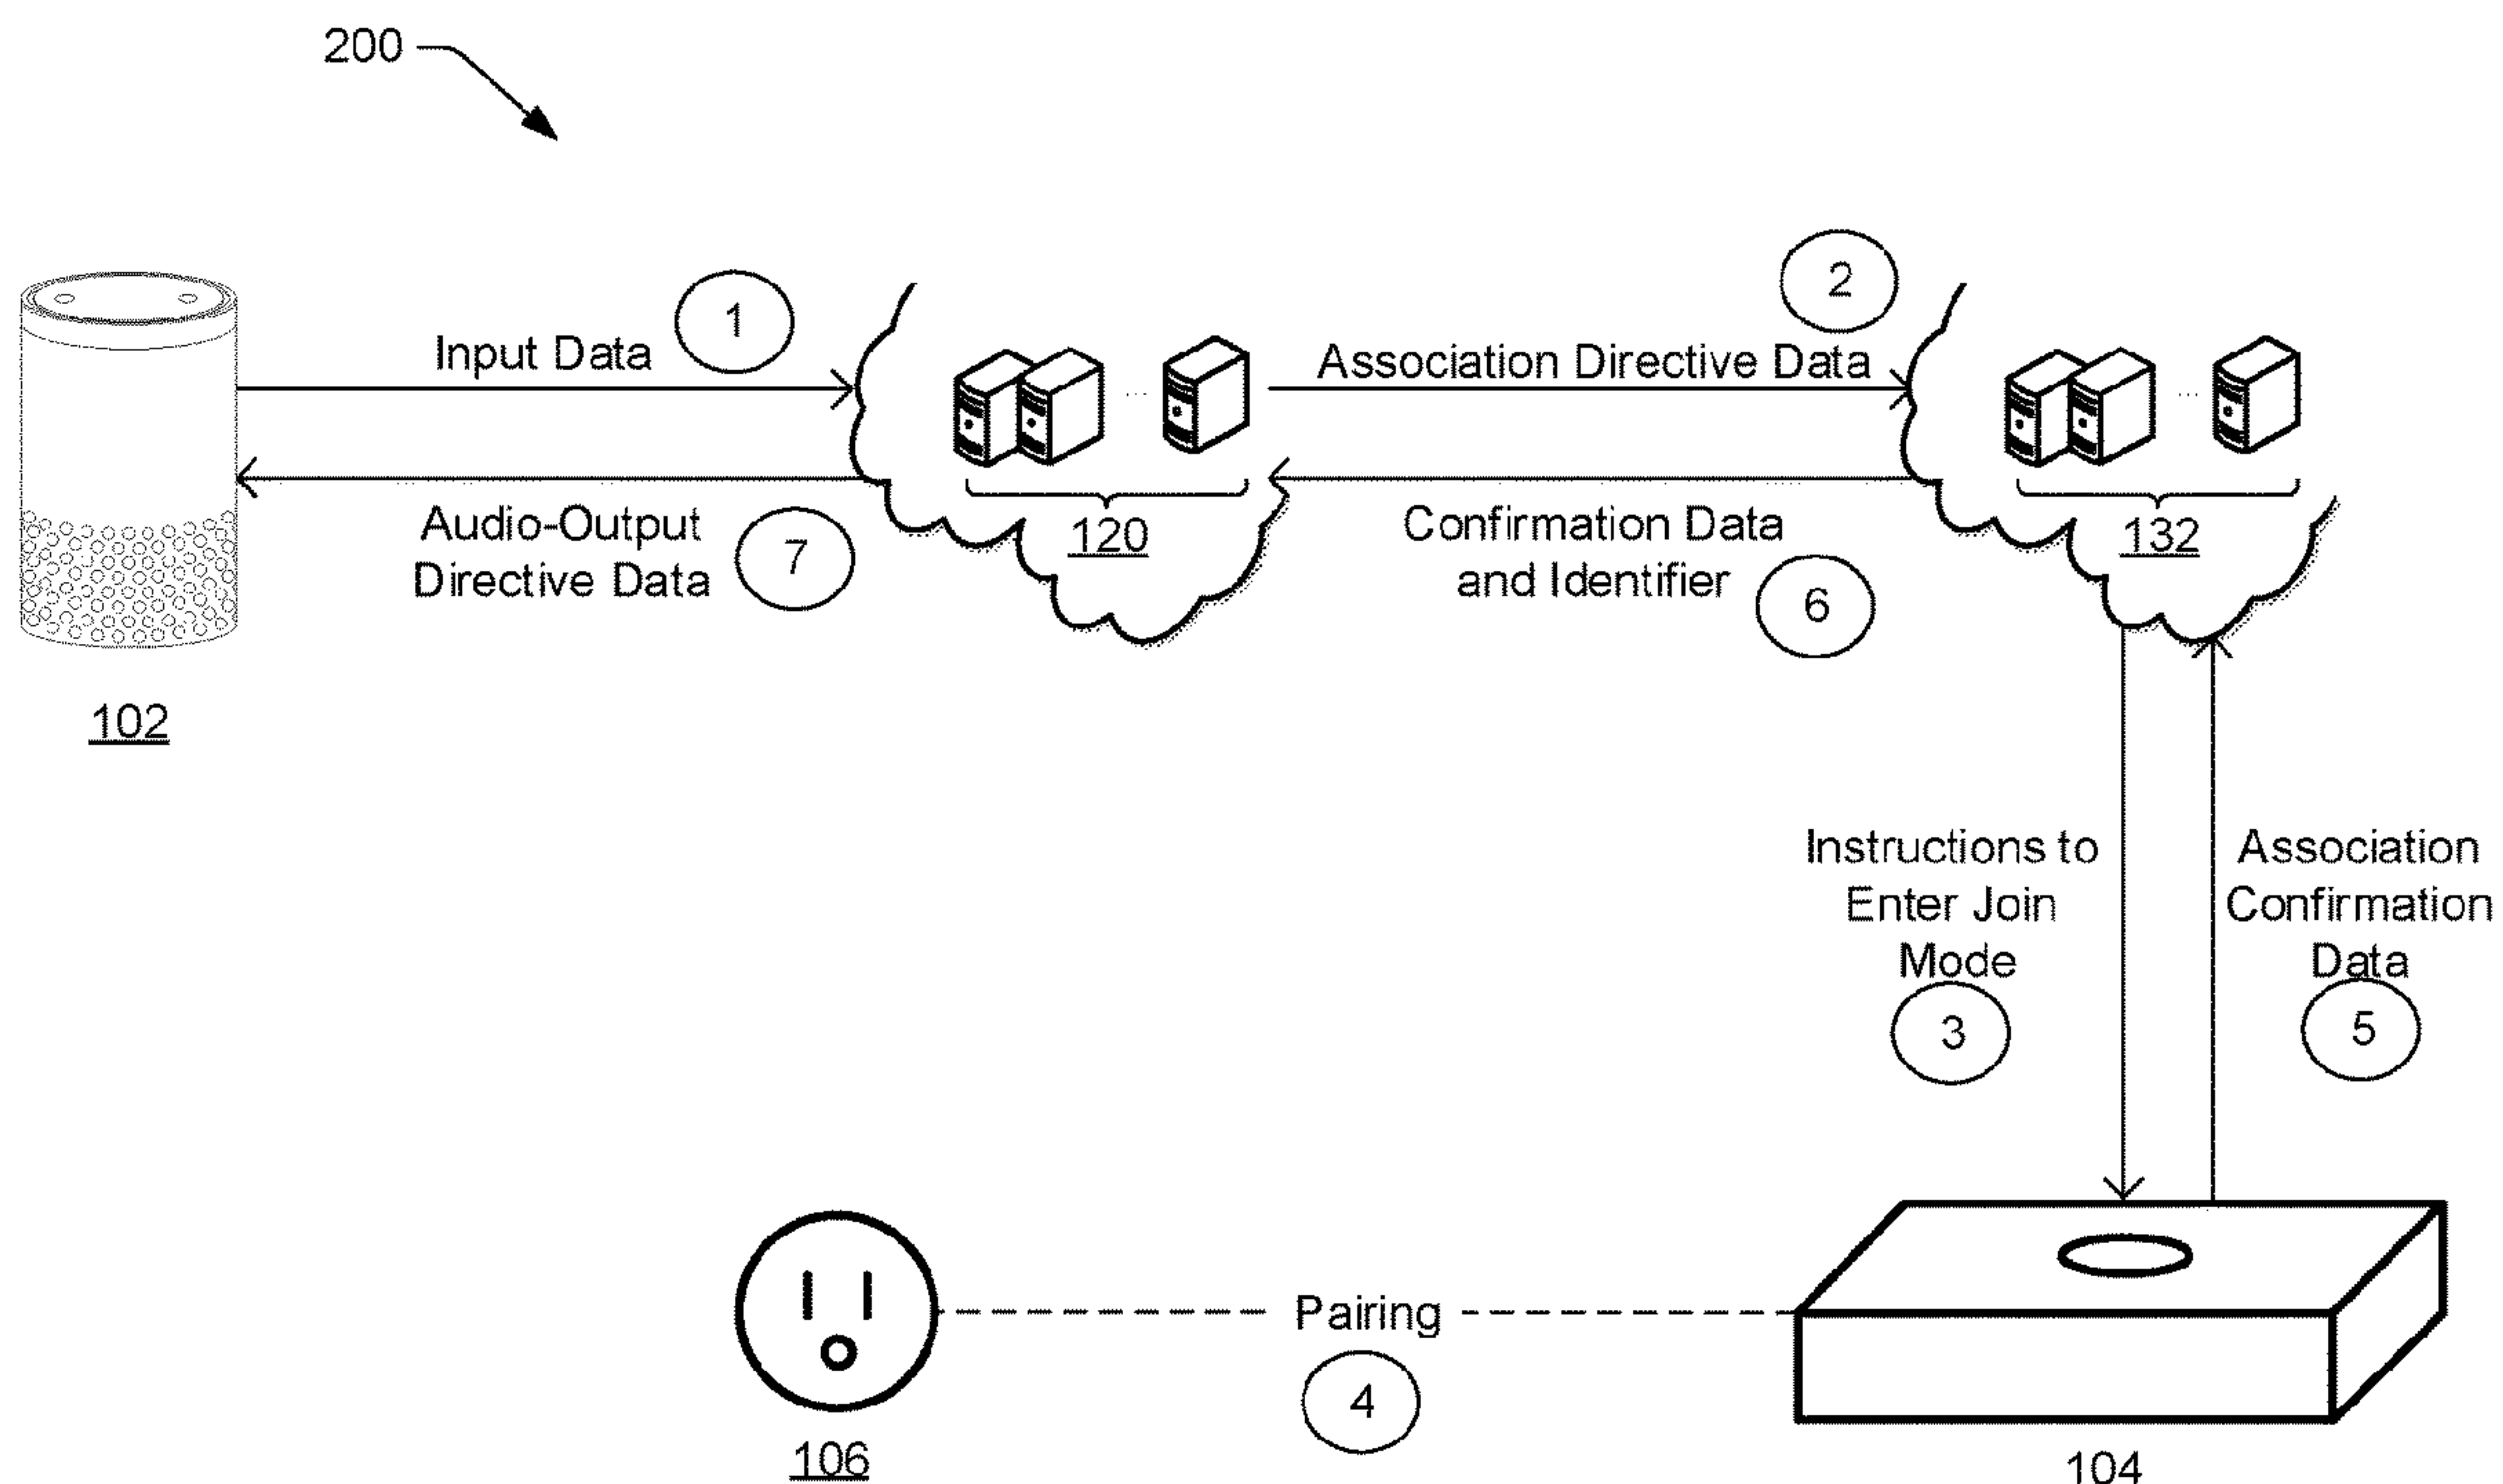 200
1
2
Input Data
Association Directive Data
Audio-Output
Directive Data
7
120
Confirmation Data
and Identifier
6
132
102
Instructions to
Enter Join
Mode
3
Association
Confirmation
Data
5
Pairing
4
106
104